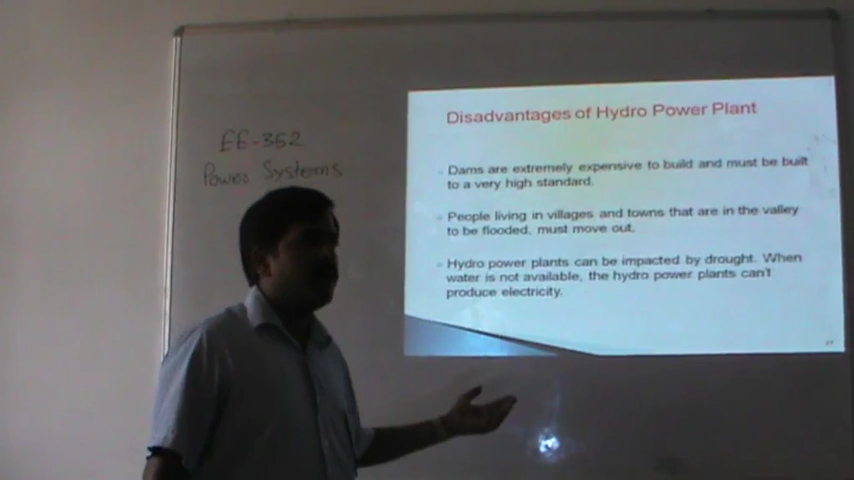 EE-352
Power Systems
Disadvantages of Hydro Power Plant
Dams are extremely expensive to build and must be built
to a very high standard.
People living in villages and towns that are in the valley
to be flooded, must move out.
Hydro power plants can be impacted by drought. When
water is not available, the hydro power plants can't
produce electricity.